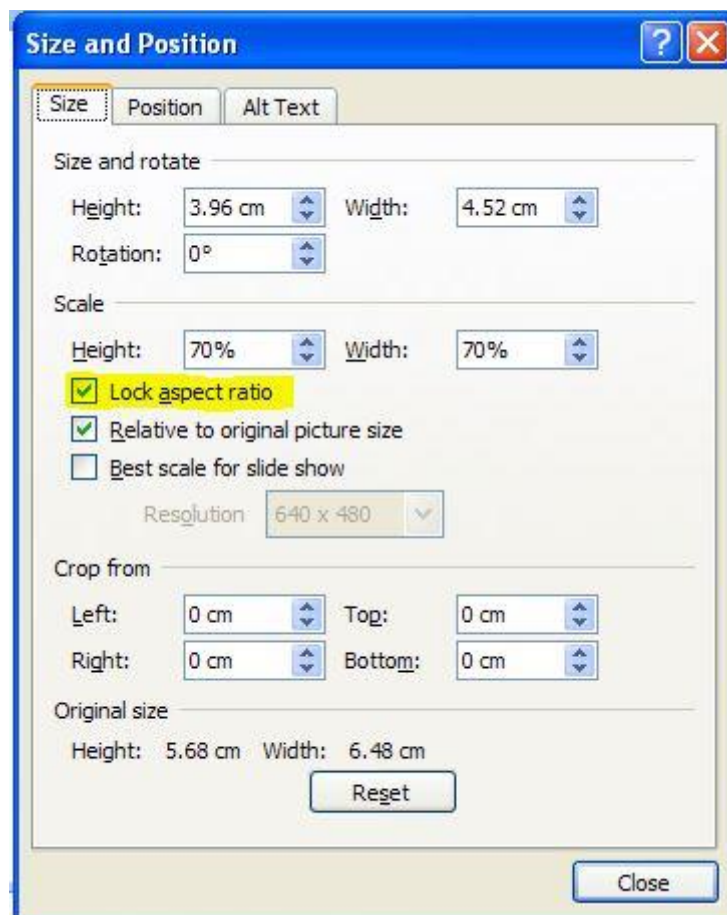 Size and Position
Size Position Alt Text
Size and rotate
Height: 3.96 cm Width: 4.52 cm
Rotation: 0°
Scale
Height: 70% Width: 70%
Lock aspect ratio
Relative to original picture size
Best scale for slide show
Resolution 640 x 480
Crop from
Left: 0 cm Top: 0 cm
Right: 0 cm Bottom: 0 cm
Original size
Height: 5.68 cm Width: 6.48 cm
Reset
Close